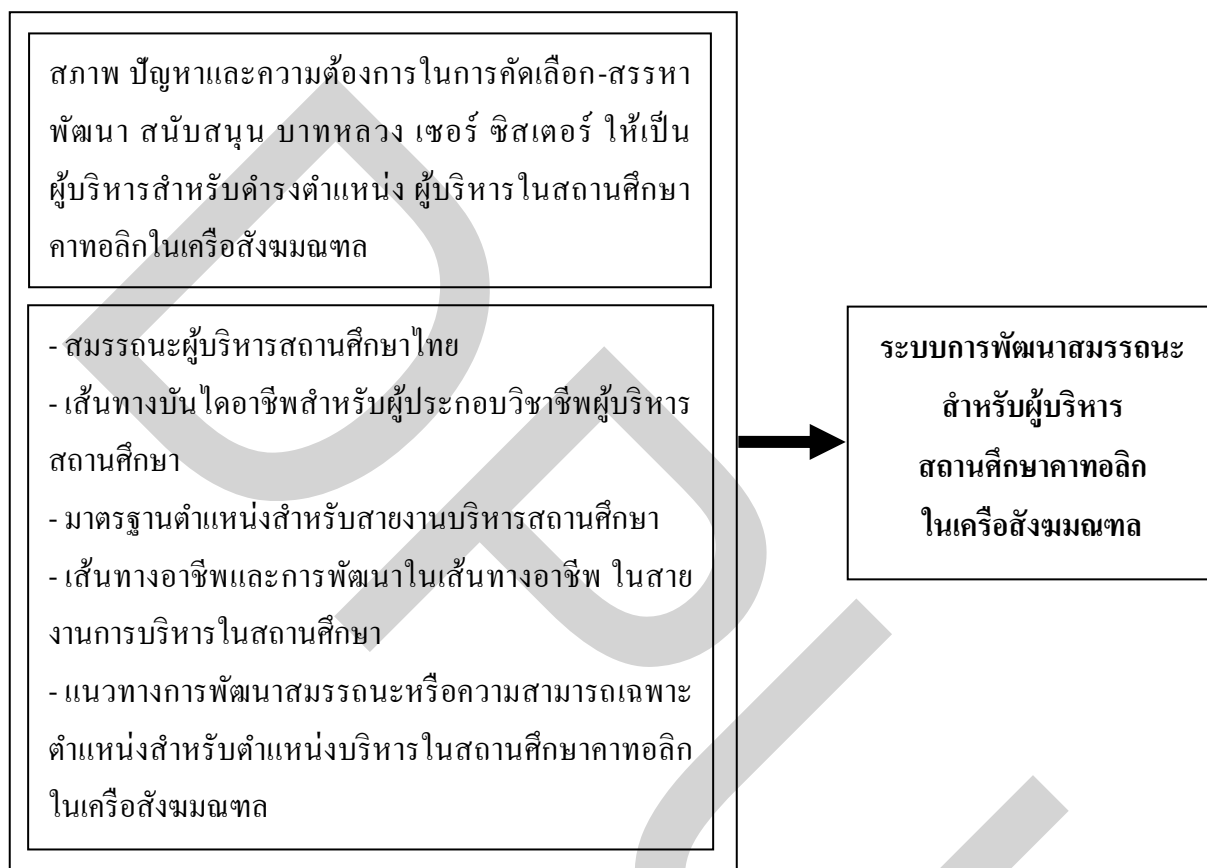 สภาพ ปัญหาและความต้องการในการคัดเลือก-สรรหา
พัฒนา สนับสนุน บาทหลวง เซอร์ ซิสเตอร์ ให้เป็น
ผู้บริหารสำหรับดำรงตำแหน่ง ผู้บริหารในสถานศึกษา
คาทอลิกในเครือสังฆมณฑล
- สมรรถนะผู้บริหารสถานศึกษาไทย
- เส้นทางบันไดอาชีพสำหรับผู้ประกอบวิชาชีพผู้บริหาร
สถานศึกษา
- มาตรฐานตำแหน่งสำหรับสายงานบริหารสถานศึกษา
- เส้นทางอาชีพและการพัฒนาในเส้นทางอาชีพ ในสาย
งานการบริหารในสถานศึกษา
- แนวทางการพัฒนาสมรรถนะหรือความสามารถเฉพาะ
ตำแหน่งสำหรับตำแหน่งบริหารในสถานศึกษาคาทอลิก
ในเครือสังฆมณฑล
ระบบการพัฒนาสมรรถนะ
สำหรับผู้บริหาร
สถานศึกษาคาทอลิก
ในเครือสังฆมณฑล
DPU